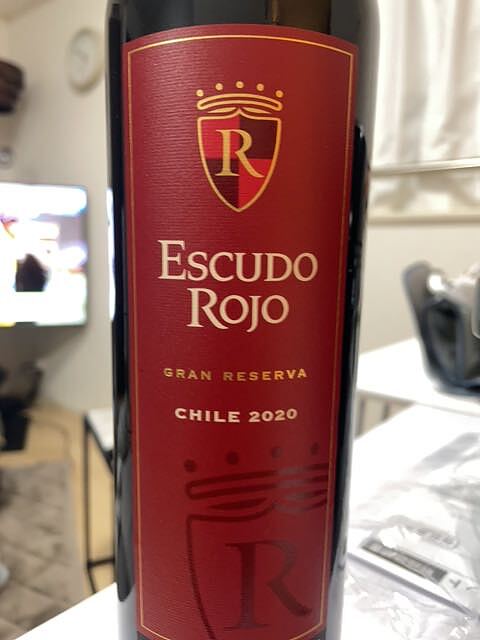 R
ESCUDO
ROJO
GRAN RESERVA
CHILE 2020
R